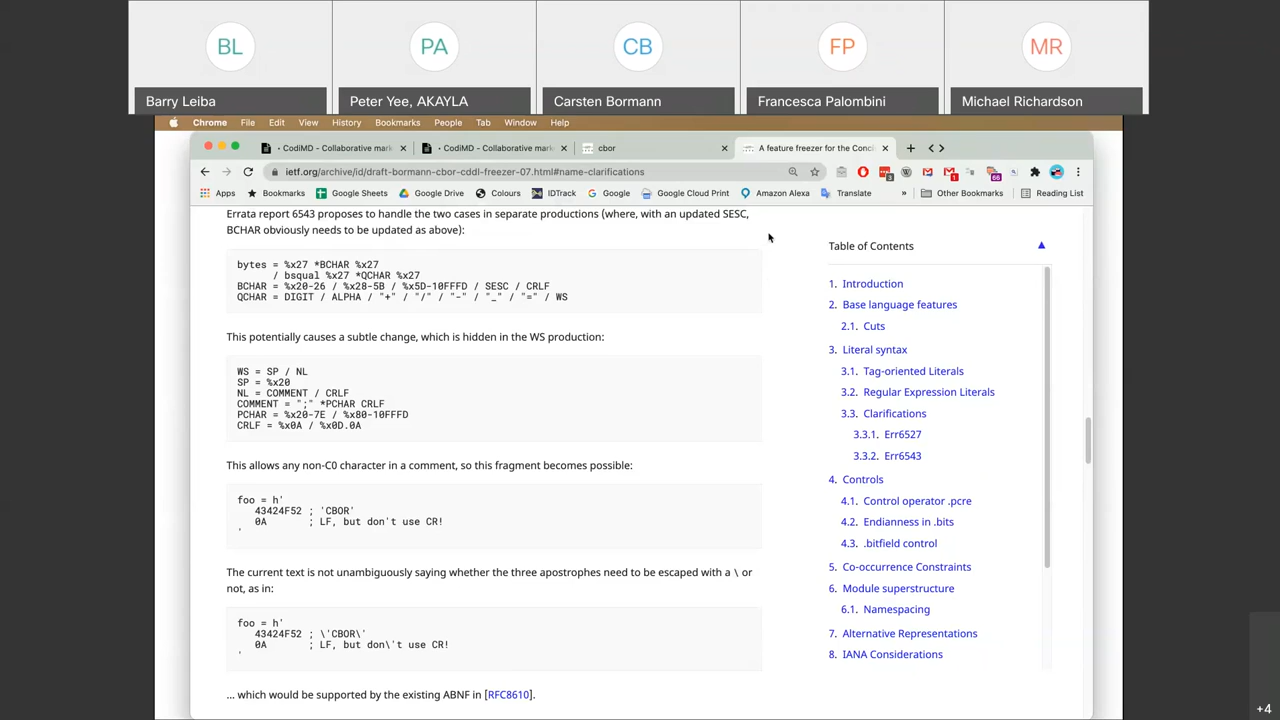 BL
PA
CB
FP
MR
Barry Leiba
Peter Yee, AKAYLA
Carsten Bormann
Francesca Palombini
Michael Richardson
Chrome File Edit View History Bookmarks People Tab Window Help
· CodiMD - Collaborative mark
· CodiMD - Collaborative mark
cbor
A feature freezer for the Conci
ietf.org/archive/id/draft-bormann-cbor-cddl-freezer-07.html#name-clarifications
Apps Bookmarks Google Sheets Google Drive Colours IDTrack Google Google Cloud Print Amazon Alexa Translate » Other Bookmarks Reading List
Errata report 6543 proposes to handle the two cases in separate productions (where, with an updated SESC,
BCHAR obviously needs to be updated as above):
bytes = %x27 *BCHAR %x27
/ bsqual %x27 *QCHAR %x27
BCHAR = %x20-26 / %x28-5B / %x5D-10FFFD / SESC / CRLF
QCHAR = DIGIT / ALPHA / "+" / "/" / "-" / "_" / "=" / WS
This potentially causes a subtle change, which is hidden in the WS production:
WS = SP / NL
SP = %x20
NL = COMMENT / CRLF
COMMENT = ";" *PCHAR CRLF
PCHAR = %x20-7E / %x80-10FFFD
CRLF = %x0A / %x0D.0A
This allows any non-C0 character in a comment, so this fragment becomes possible:
foo = h'
43424F52 ; 'CBOR'
0A ; LF, but don't use CR!
'
The current text is not unambiguously saying whether the three apostrophes need to be escaped with a \ or
not, as in:
foo = h'
43424F52 ; \'CBOR\'
0A ; LF, but don\'t use CR!
'
... which would be supported by the existing ABNF in [RFC8610].
Table of Contents
1. Introduction
2. Base language features
2.1. Cuts
3. Literal syntax
3.1. Tag-oriented Literals
3.2. Regular Expression Literals
3.3. Clarifications
3.3.1. Err6527
3.3.2. Err6543
4. Controls
4.1. Control operator .pcre
4.2. Endianness in .bits
4.3. .bitfield control
5. Co-occurrence Constraints
6. Module superstructure
6.1. Namespacing
7. Alternative Representations
8. IANA Considerations
+4